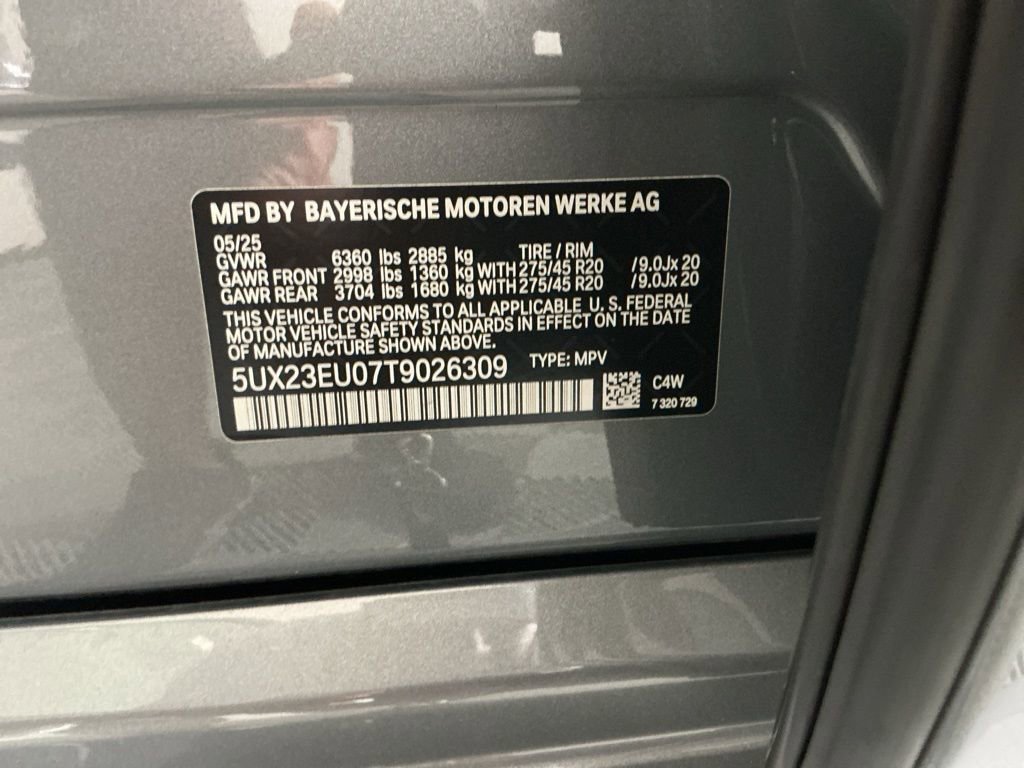 MFD BY BAYERISCHE MOTOREN WERKE AG
05/25
GVWR 6360 lbs 2885 kg TIRE / RIM
GAWR FRONT 2998 lbs 1360 kg WITH 275/45 R20 /9.0Jx 20
GAWR REAR 3704 lbs 1680 kg WITH 275/45 R20 /9.0Jx 20
THIS VEHICLE CONFORMS TO ALL APPLICABLE U. S. FEDERAL
MOTOR VEHICLE SAFETY STANDARDS IN EFFECT ON THE DATE
OF MANUFACTURE SHOWN ABOVE.
5UX23EU07T9026309 TYPE: MPV
C4W
7 320 729